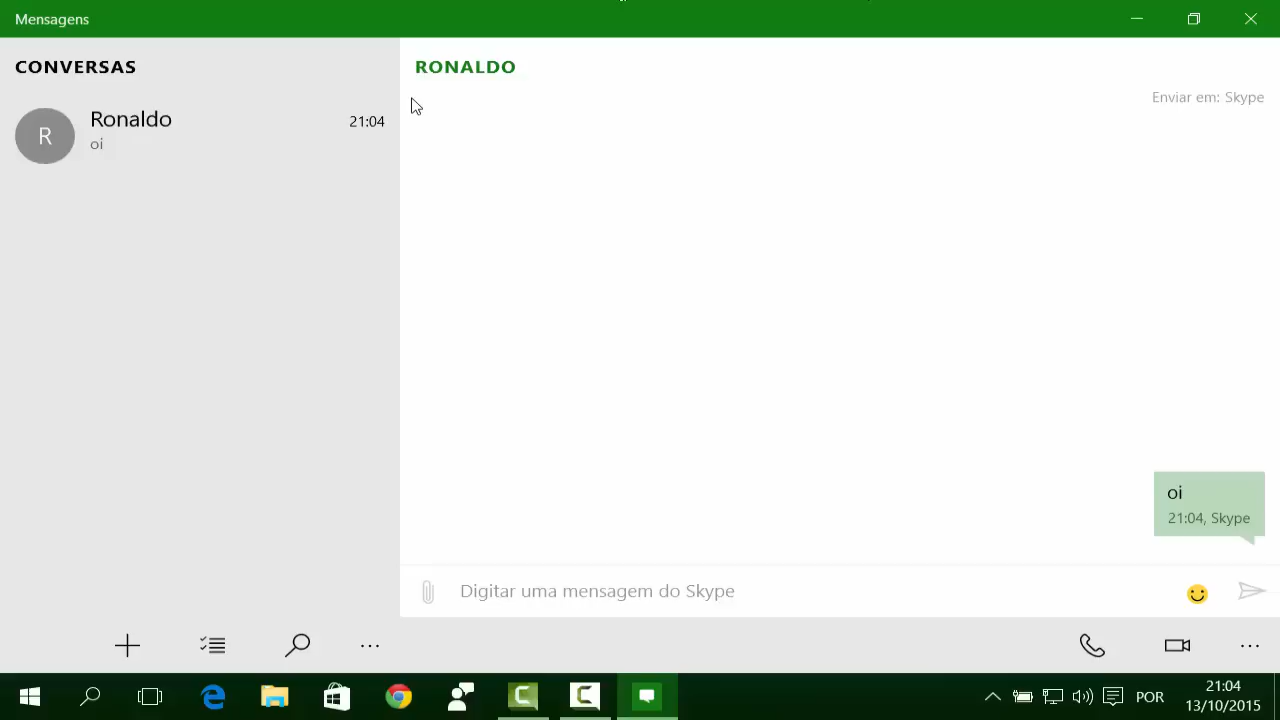 Mensagens
CONVERSAS
R
Ronaldo
21:04
oi
RONALDO
Enviar em: Skype
oi
21:04, Skype
Digitar uma mensagem do Skype
POR
21:04
13/10/2015